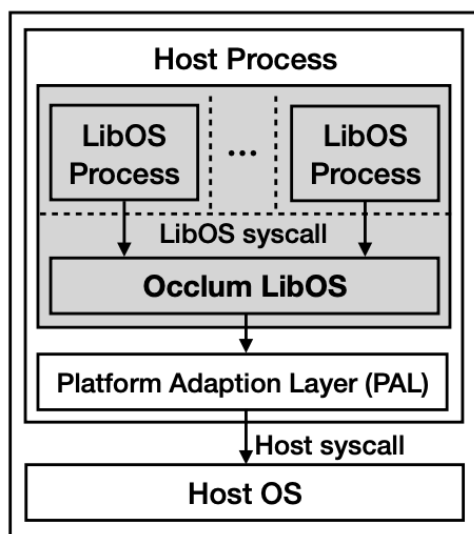 Host Process
LibOS
Process
...
LibOS
Process
LibOS syscall
Occlum LibOS
Platform Adaption Layer (PAL)
Host syscall
Host OS